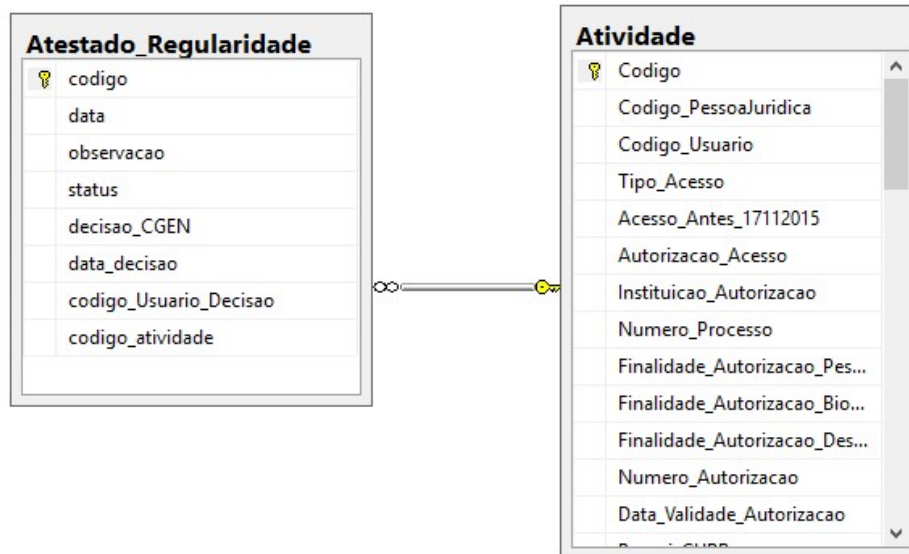 Atestado_Regularidade
codigo
data
observacao
status
decisao_CGEN
data_decisao
codigo_Usuario_Decisao
codigo_atividade
Atividade
Codigo
Codigo_PessoaJuridica
Codigo_Usuario
Tipo_Acesso
Acesso_Antes_17112015
Autorizacao_Acesso
Instituicao_Autorizacao
Numero_Processo
Finalidade_Autorizacao_Pes...
Finalidade_Autorizacao_Bio...
Finalidade_Autorizacao_Des...
Numero_Autorizacao
Data_Validade_Autorizacao